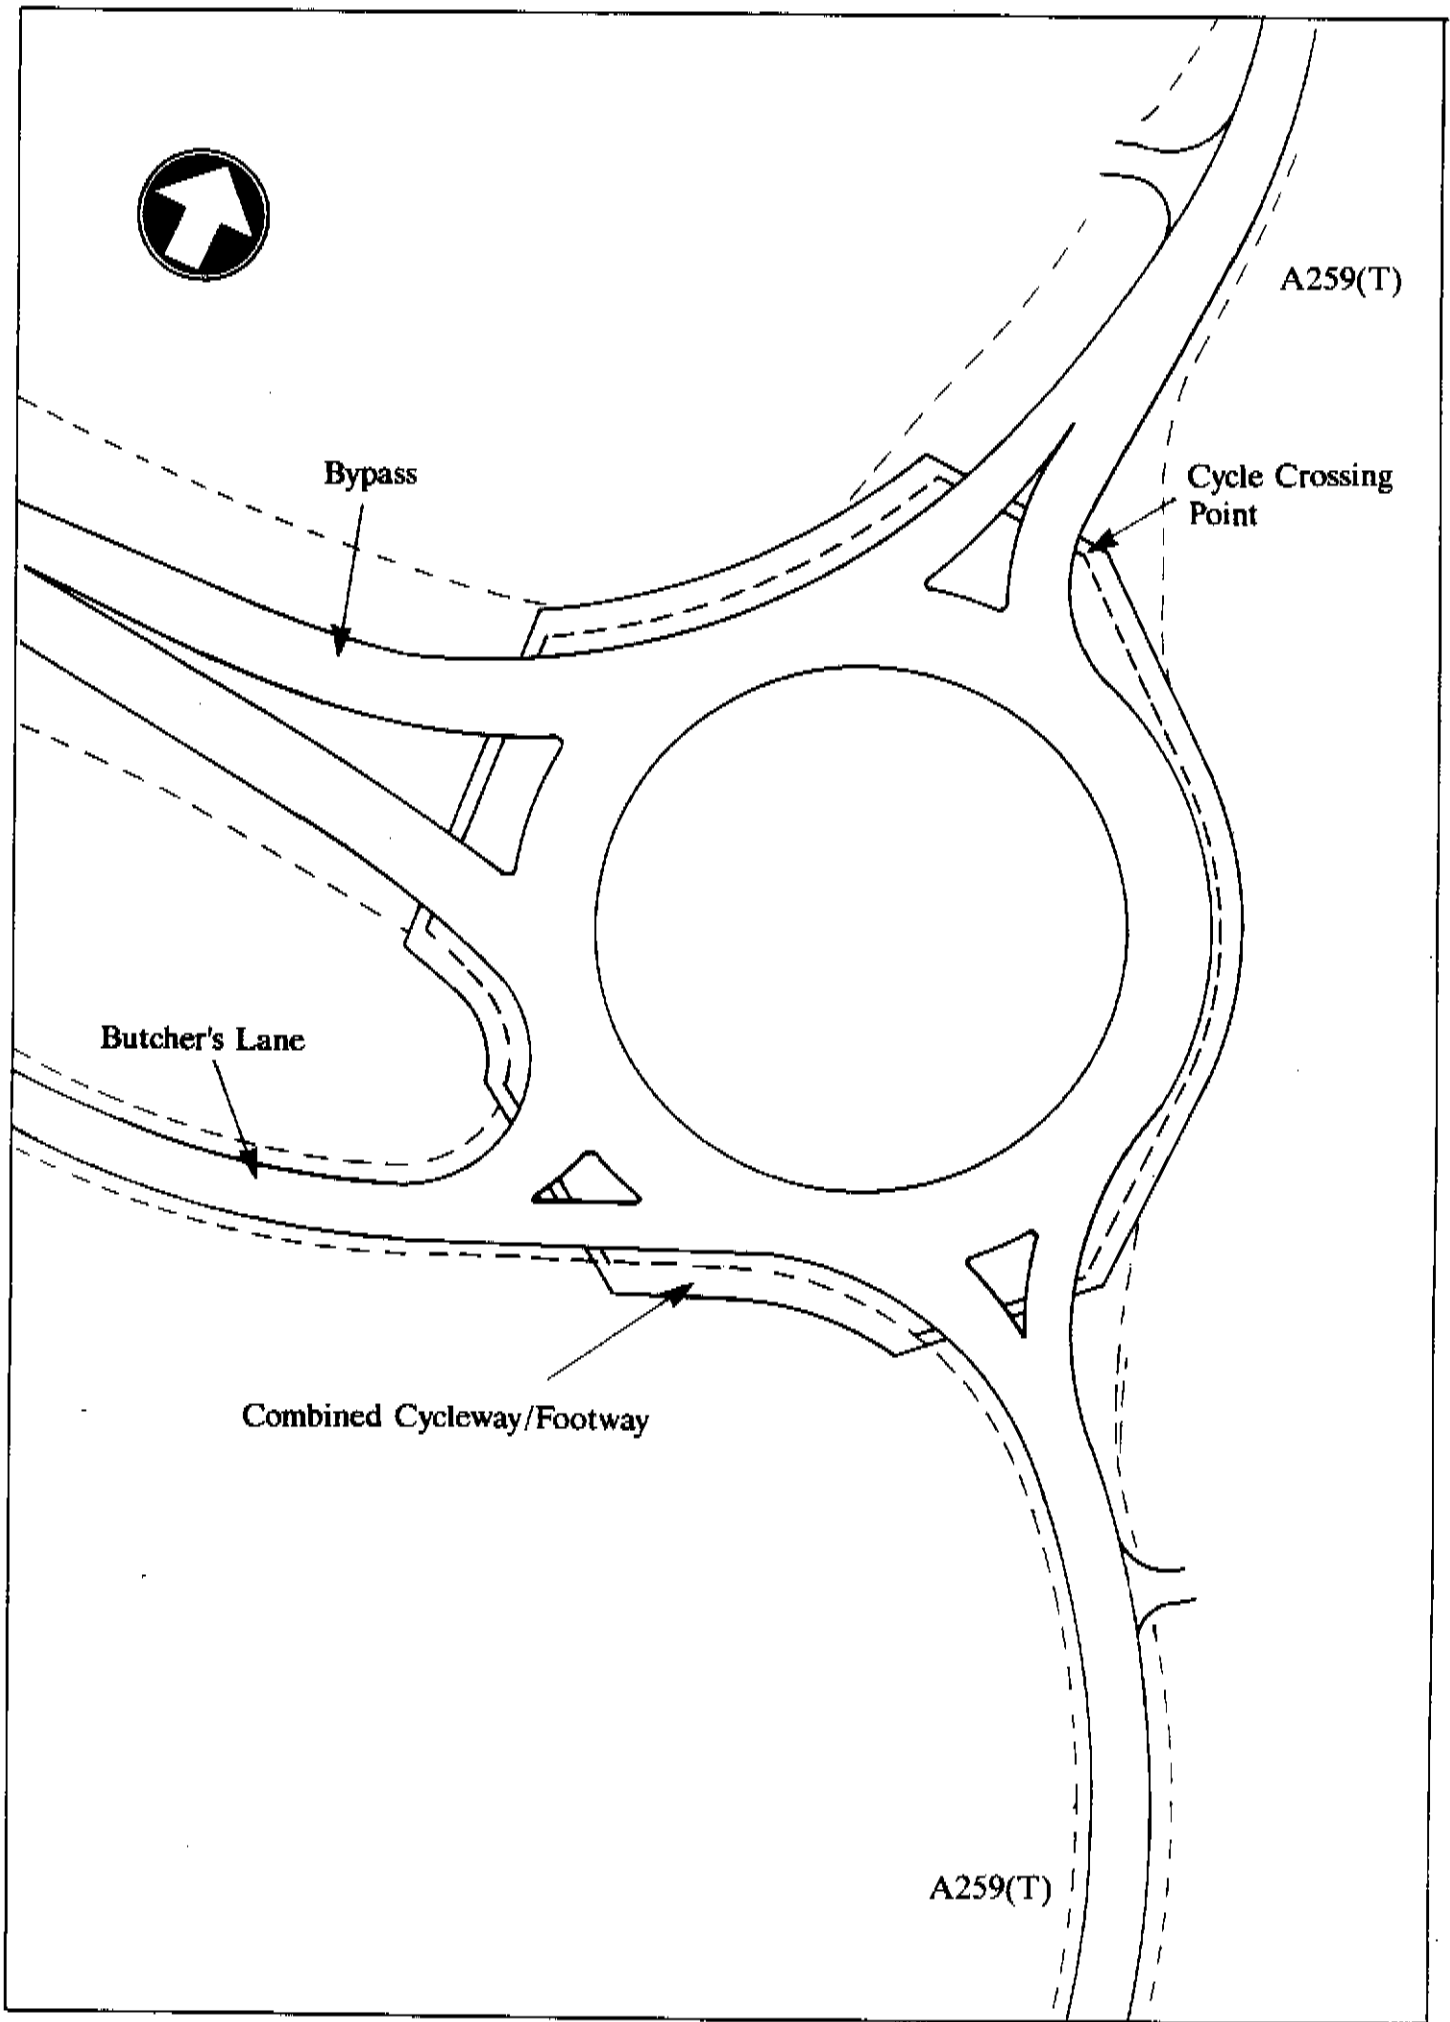 A259(T)
Bypass
Cycle Crossing
Point
Butcher's Lane
Combined Cycleway/Footway
A259(T)